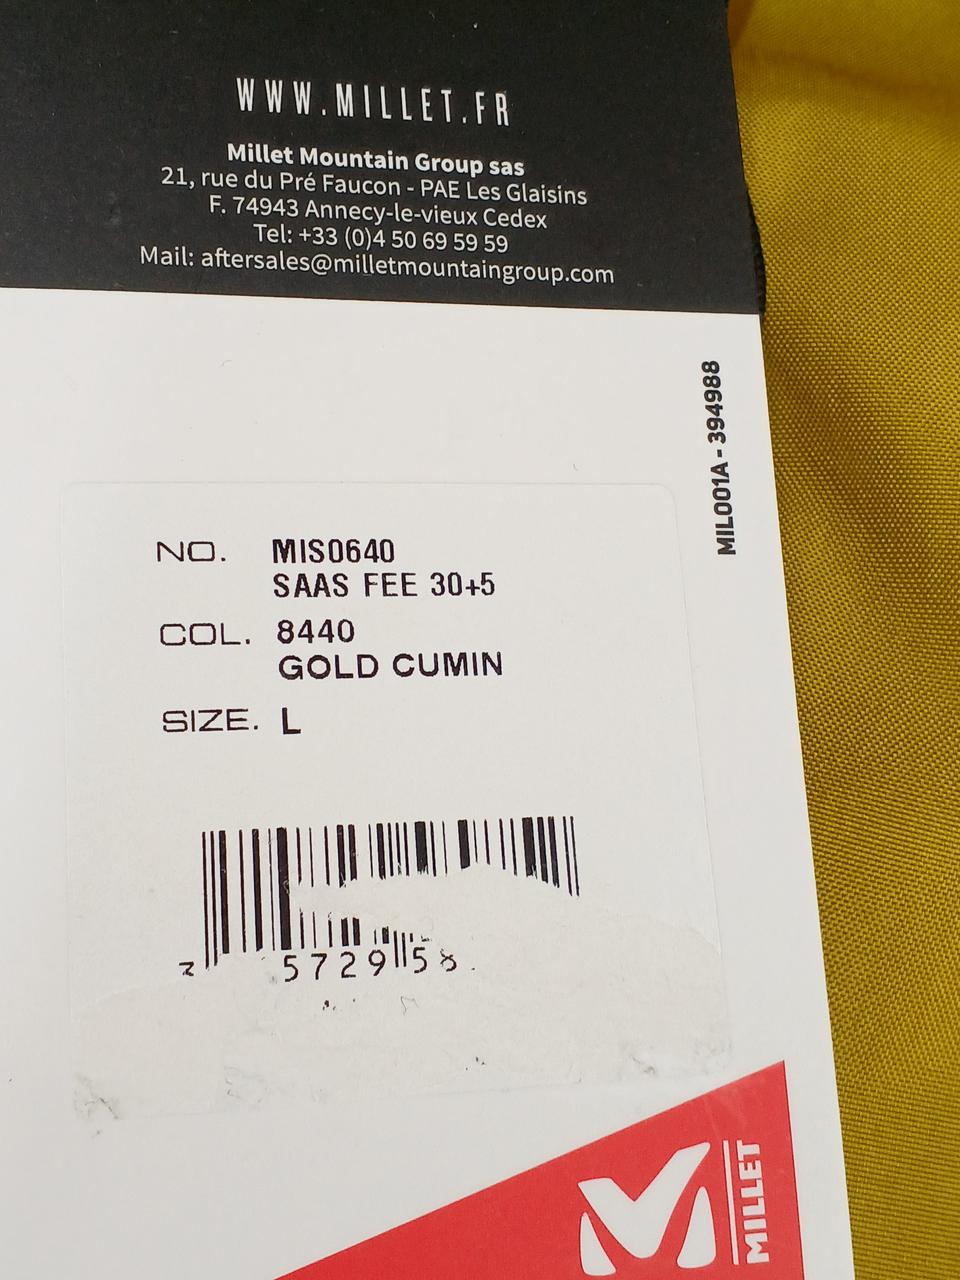 WWW.MILLET.FR
Millet Mountain Group sas
21, rue du Pré Faucon - PAE Les Glaisins
F. 74943 Annecy-le-vieux Cedex
Tel: +33 (0)4 50 69 59 59
Mail: aftersales@milletmountaingroup.com
MIL001A - 394988
NO. MIS0640
SAAS FEE 30+5
COL. 8440
GOLD CUMIN
SIZE. L
5729 58
MILLET